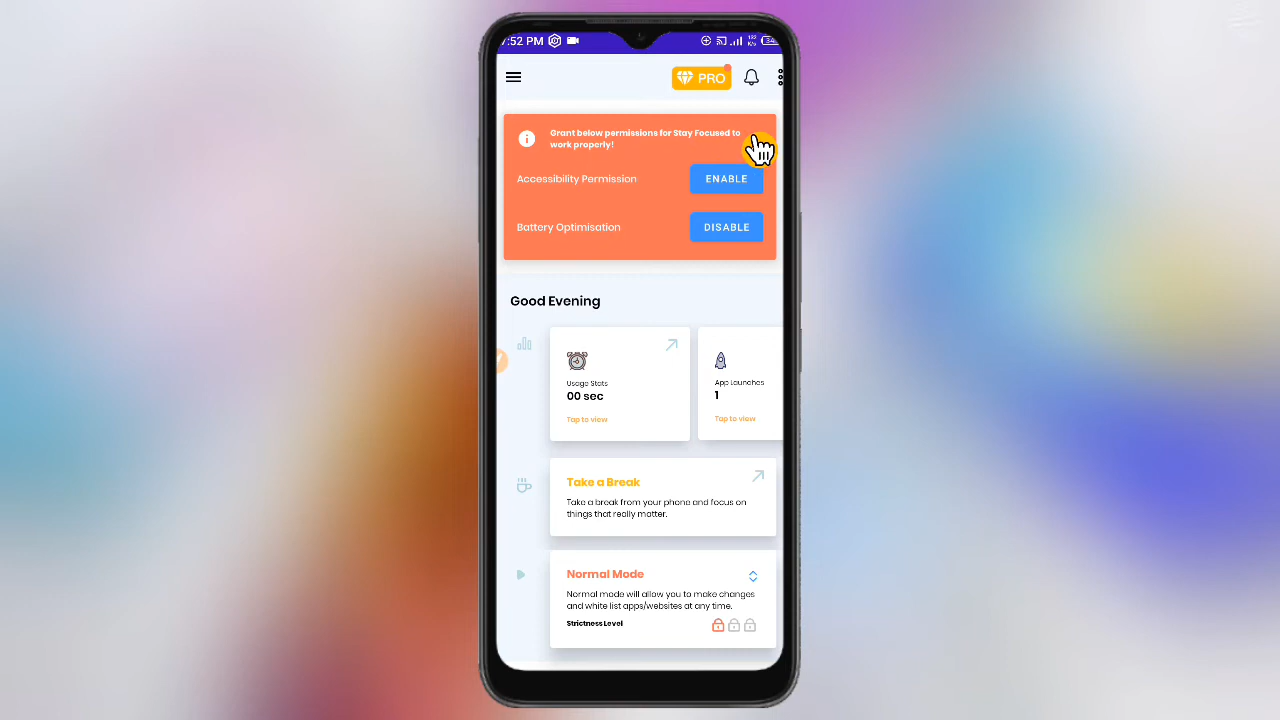 7:52 PM
132
K/s
34
PRO
Grant below permissions for Stay Focused to
work properly!
Accessibility Permission
ENABLE
Battery Optimisation
DISABLE
Good Evening
Usage Stats
00 sec
Tap to view
App Launches
1
Tap to view
Take a Break
Take a break from your phone and focus on
things that really matter.
Normal Mode
Normal mode will allow you to make changes
and white list apps/websites at any time.
Strictness Level